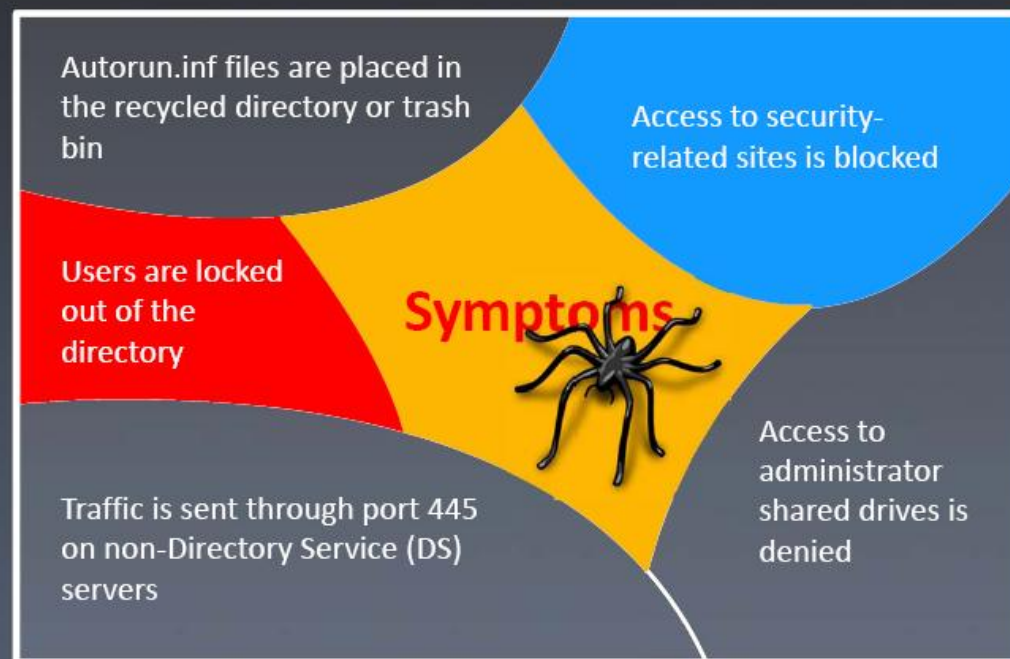 Autorun.inf files are placed in
the recycled directory or trash
bin
Access to security-
related sites is blocked
Users are locked
out of the
directory
Symptoms
Traffic is sent through port 445
on non-Directory Service (DS)
servers
Access to
administrator
shared drives is
denied